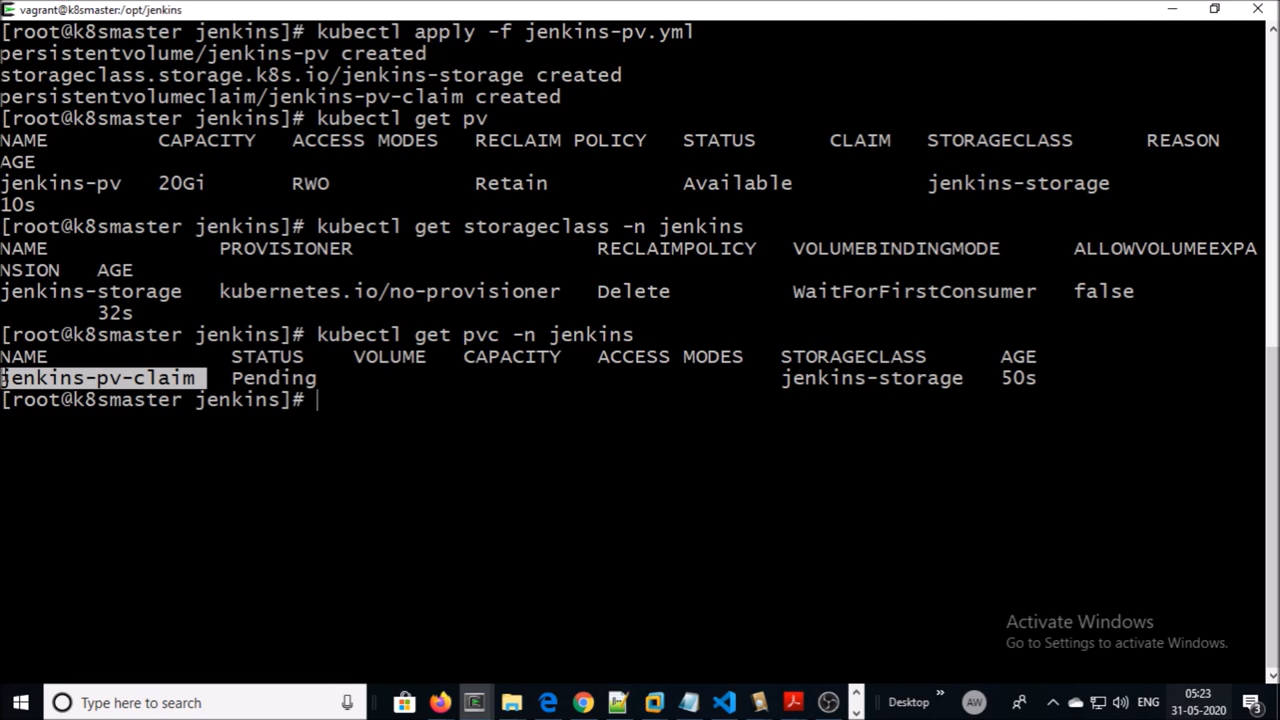 vagrant@k8smaster:/opt/jenkins
[root@k8smaster jenkins]# kubectl apply -f jenkins-pv.yml
persistentvolume/jenkins-pv created
storageclass.storage.k8s.io/jenkins-storage created
persistentvolumeclaim/jenkins-pv-claim created
[root@k8smaster jenkins]# kubectl get pv
NAME CAPACITY ACCESS MODES RECLAIM POLICY STATUS CLAIM STORAGECLASS REASON
AGE
jenkins-pv 20Gi RWO Retain Available jenkins-storage
10s
[root@k8smaster jenkins]# kubectl get storageclass -n jenkins
NAME PROVISIONER RECLAIMPOLICY VOLUMEBINDINGMODE ALLOWVOLUMEEXPA
NSION AGE
jenkins-storage kubernetes.io/no-provisioner Delete WaitForFirstConsumer false
32s
[root@k8smaster jenkins]# kubectl get pvc -n jenkins
NAME STATUS VOLUME CAPACITY ACCESS MODES STORAGECLASS AGE
jenkins-pv-claim Pending jenkins-storage 50s
[root@k8smaster jenkins]#
Activate Windows
Go to Settings to activate Windows.
Type here to search
Desktop
AW
ENG
05:23
31-05-2020
3